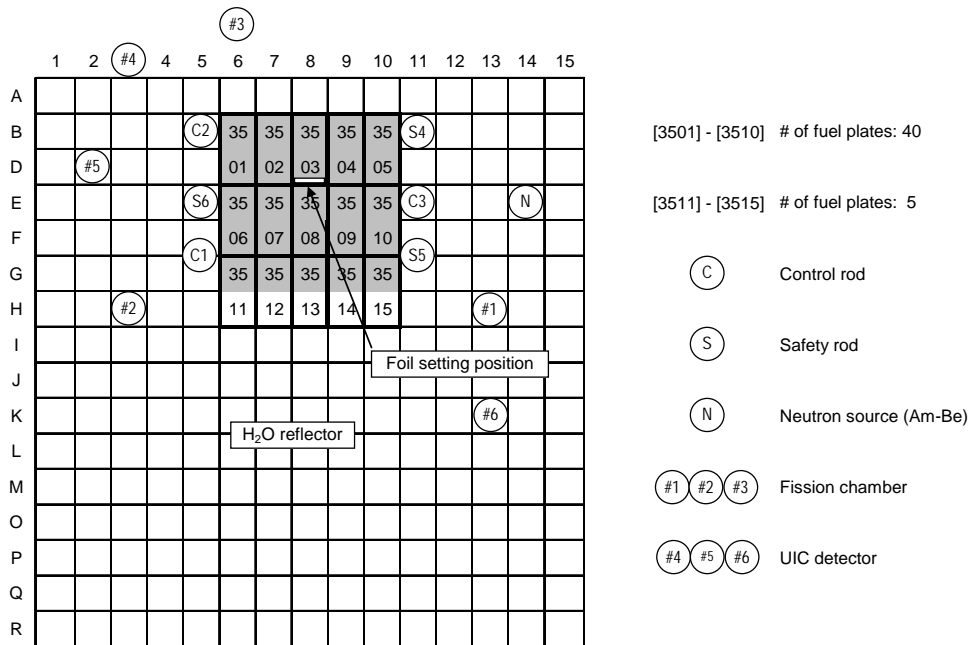 #3
1 2 #4 4 5 6 7 8 9 10 11 12 13 14 15
A
B C2 35 35 35 35 35 S4 [3501] - [3510] # of fuel plates: 40
D #5 01 02 03 04 05
E S6 35 35 35 35 35 C3 N [3511] - [3515] # of fuel plates: 5
F 06 07 08 09 10
C1 S5
G 35 35 35 35 35 C Control rod
H #2 11 12 13 14 15 #1
I S Safety rod
Foil setting position
J
K #6 N Neutron source (Am-Be)
H2O reflector
L
M #1 #2 #3 Fission chamber
O
P #4 #5 #6 UIC detector
Q
R